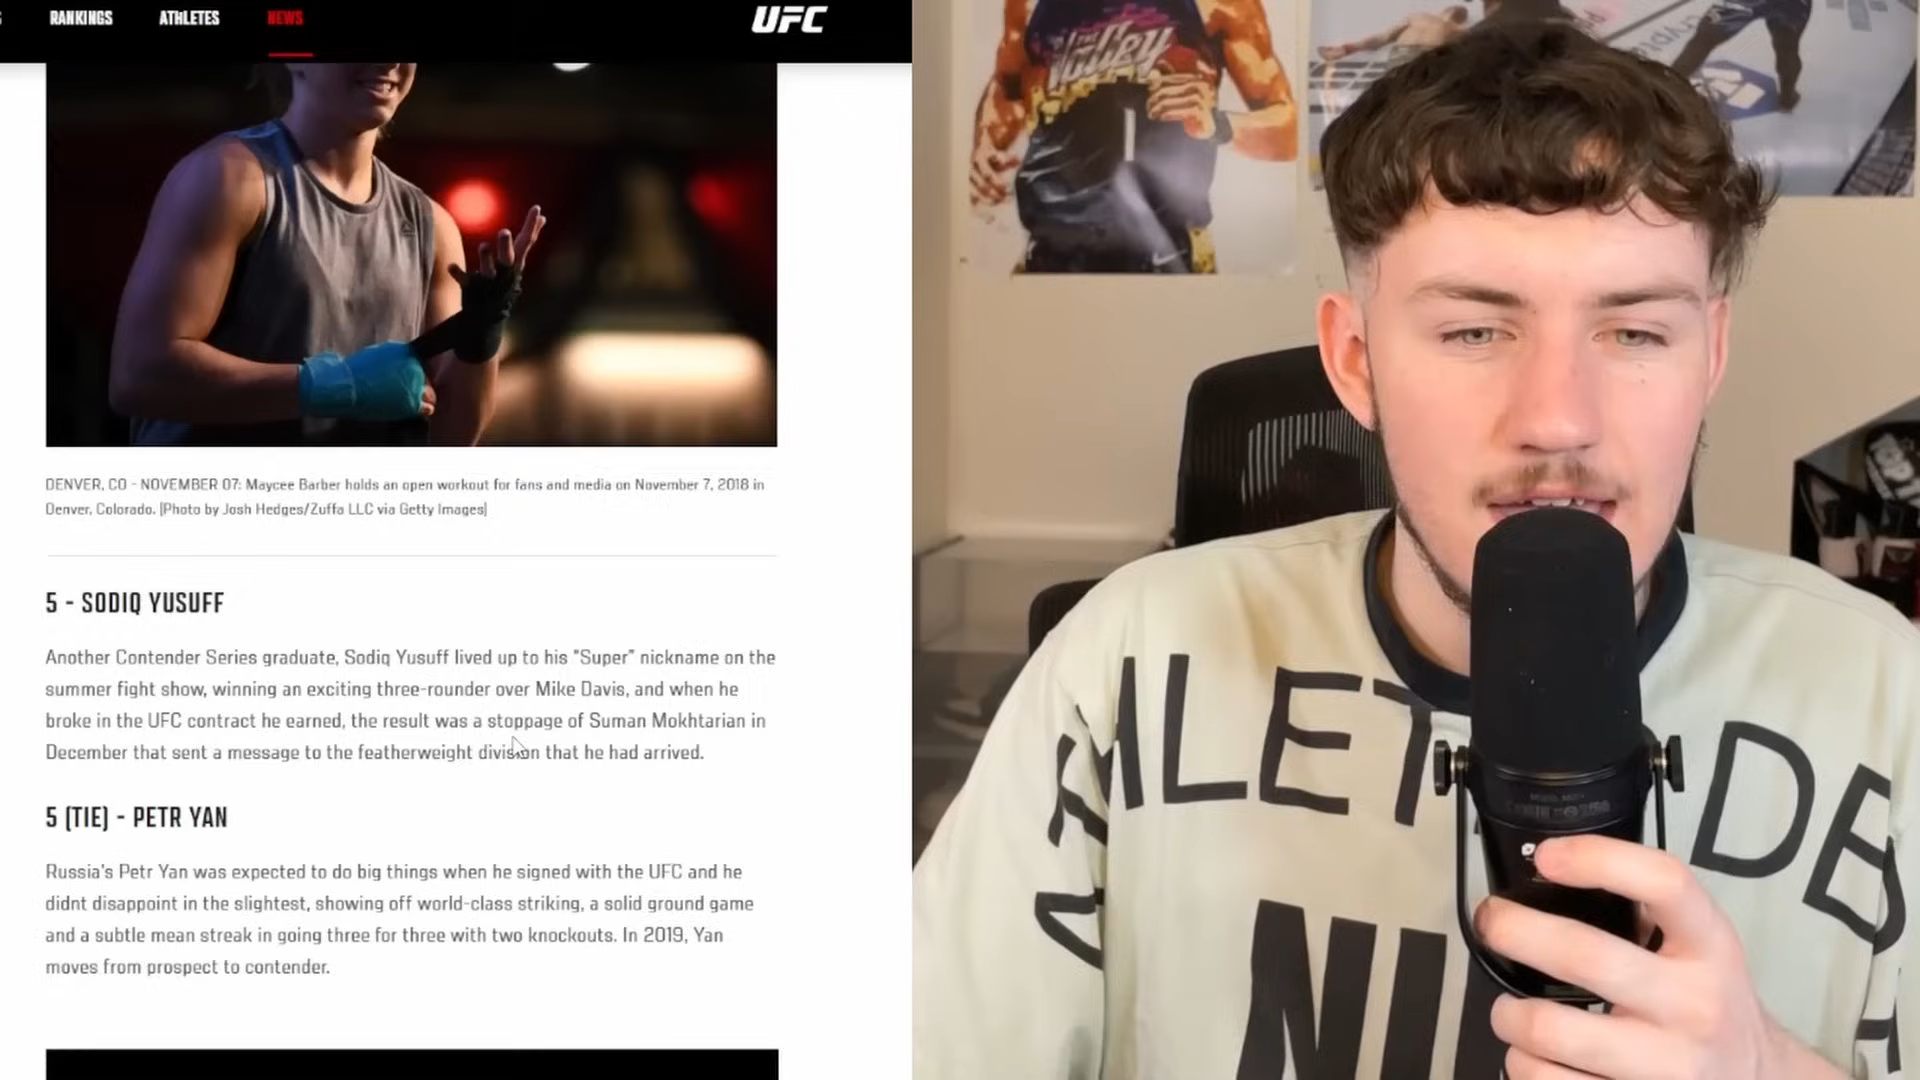 RANKINGS ATHLETES NEWS UFC
THE
Valley
DENVER, CO - NOVEMBER 07: Maycee Barber holds an open workout for fans and media on November 7, 2018 in
Denver, Colorado. [Photo by Josh Hedges/Zuffa LLC via Getty Images]
5 - SODIQ YUSUFF
Another Contender Series graduate, Sodiq Yusuff lived up to his "Super" nickname on the
summer fight show, winning an exciting three-rounder over Mike Davis, and when he
broke in the UFC contract he earned, the result was a stoppage of Suman Mokhtarian in
December that sent a message to the featherweight division that he had arrived.
5 (TIE) - PETR YAN
Russia's Petr Yan was expected to do big things when he signed with the UFC and he
didnt disappoint in the slightest, showing off world-class striking, a solid ground game
and a subtle mean streak in going three for three with two knockouts. In 2019, Yan
moves from prospect to contender.